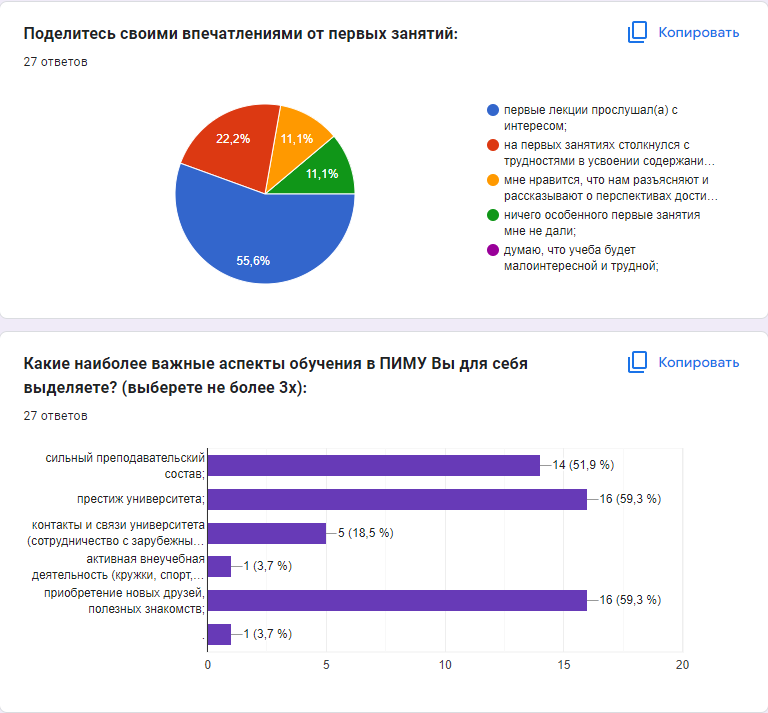 Поделитесь своими впечатлениями от первых занятий:
Копировать
27 ответов
первые лекции прослушал(а) с
интересом;
на первых занятиях столкнулся с
трудностями в усвоении содержани…
мне нравится, что нам разъясняют и
рассказывают о перспективах дости…
ничего особенного первые занятия
мне не дали;
думаю, что учеба будет
малоинтересной и трудной;
22,2%
11,1%
11,1%
55,6%
Какие наиболее важные аспекты обучения в ПИМУ Вы для себя
выделяете? (выберете не более 3х):
Копировать
27 ответов
сильный преподавательский
состав;
14 (51,9 %)
престиж университета;
16 (59,3 %)
контакты и связи университета
(сотрудничество с зарубежны…
5 (18,5 %)
активная внеучебная
деятельность (кружки, спорт,…
1 (3,7 %)
приобретение новых друзей,
полезных знакомств;
16 (59,3 %)
.
1 (3,7 %)
0 5 10 15 20